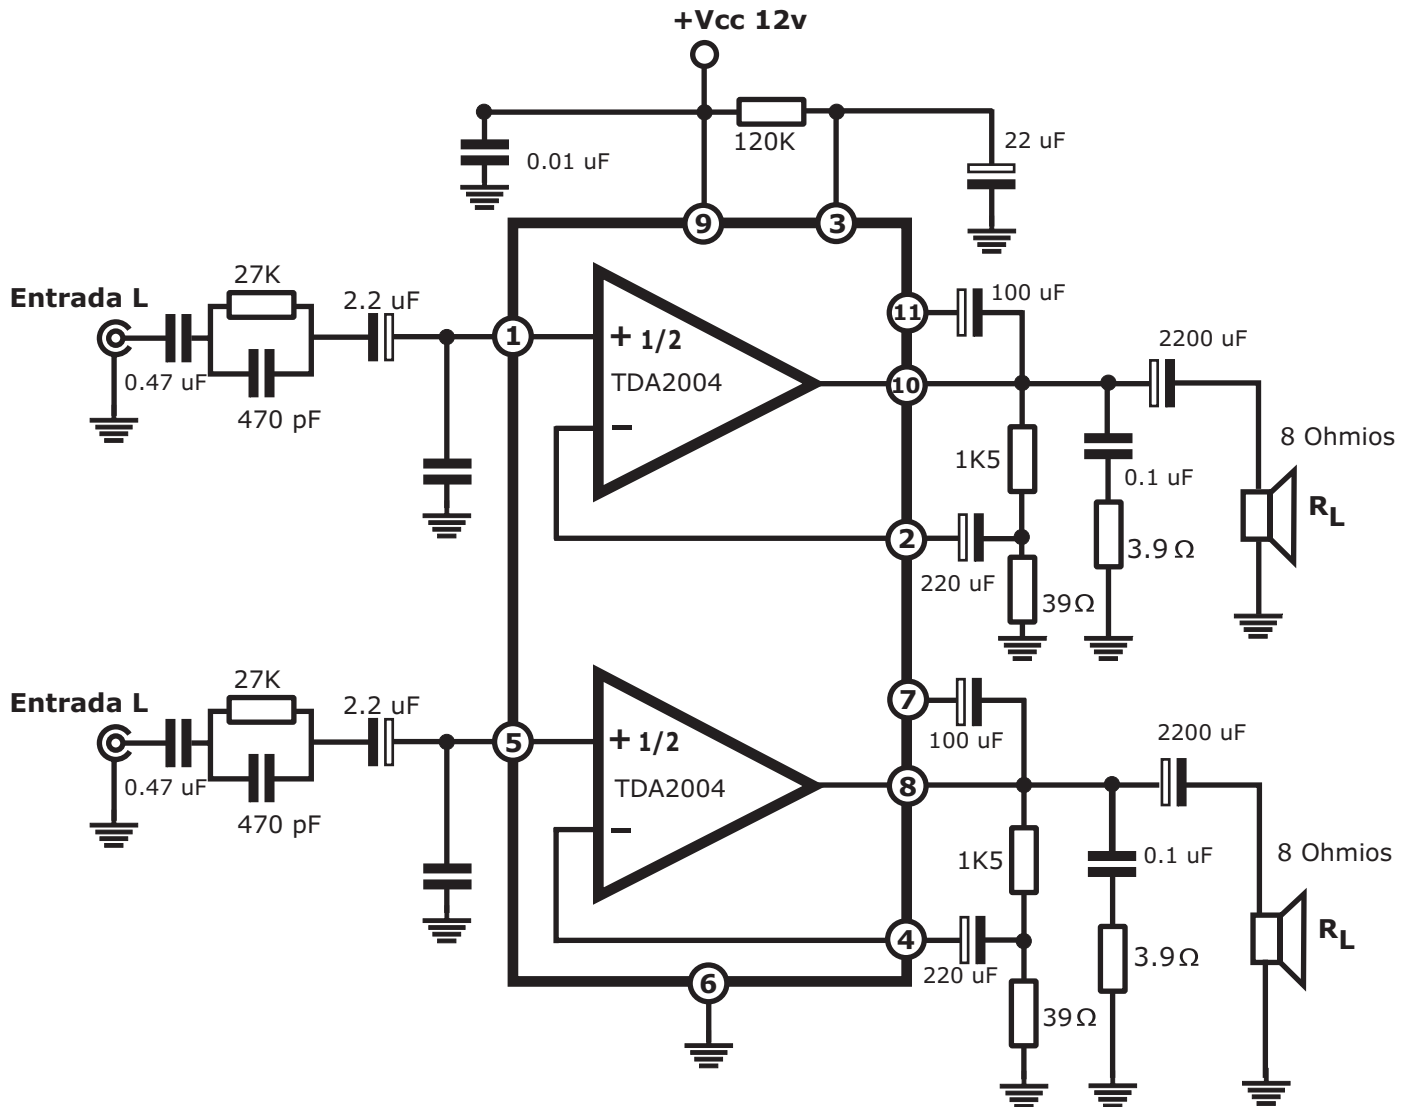 +Vcc 12v
120K
22 uF
0.01 uF
9
3
27K
Entrada L
2.2 uF
0.47 uF
470 pF
1
+ 1/2
TDA2004
−
11
100 uF
10
2200 uF
8 Ohmios
1K5
0.1 uF
RL
2
220 uF
39Ω
3.9 Ω
27K
Entrada L
2.2 uF
0.47 uF
470 pF
5
+ 1/2
TDA2004
−
7
100 uF
8
2200 uF
8 Ohmios
1K5
0.1 uF
RL
4
220 uF
39Ω
3.9Ω
6